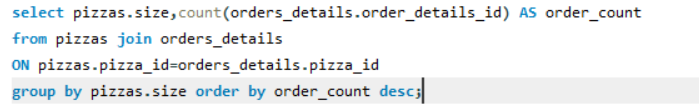 select pizzas.size,count(orders_details.order_details_id) AS order_count
from pizzas join orders_details
ON pizzas.pizza_id=orders_details.pizza_id
group by pizzas.size order by order_count desc;